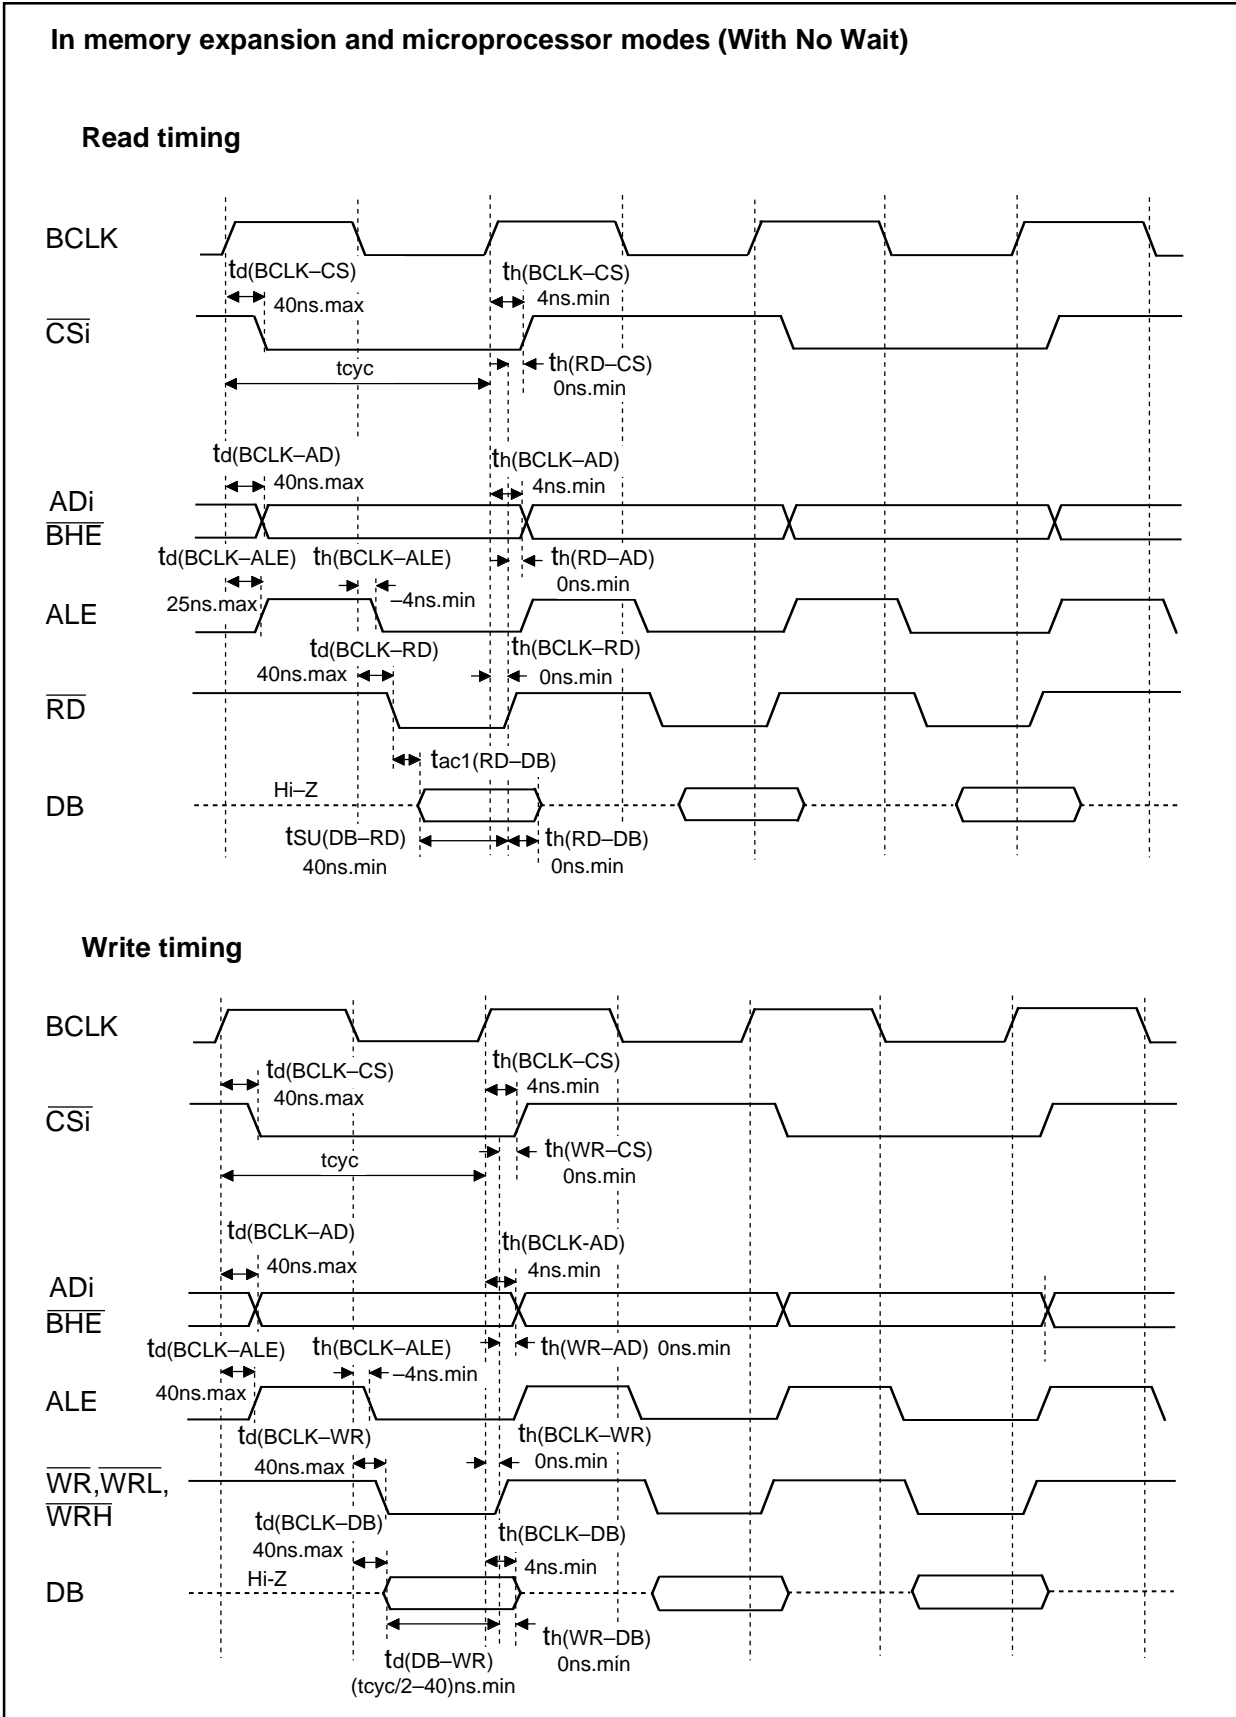 In memory expansion and microprocessor modes (With No Wait)
Read timing
BCLK
td(BCLK–CS)
40ns.max
th(BCLK–CS)
4ns.min
CSi
tcyc
th(RD–CS)
0ns.min
td(BCLK–AD)
40ns.max
th(BCLK–AD)
4ns.min
ADi
BHE
td(BCLK–ALE)
25ns.max
th(BCLK–ALE)
–4ns.min
th(RD–AD)
0ns.min
ALE
td(BCLK–RD)
40ns.max
th(BCLK–RD)
0ns.min
RD
tac1(RD–DB)
Hi–Z
DB
tSU(DB–RD)
40ns.min
th(RD–DB)
0ns.min
Write timing
BCLK
td(BCLK–CS)
40ns.max
th(BCLK–CS)
4ns.min
CSi
tcyc
th(WR–CS)
0ns.min
td(BCLK–AD)
40ns.max
th(BCLK-AD)
4ns.min
ADi
BHE
td(BCLK–ALE)
40ns.max
th(BCLK–ALE)
–4ns.min
th(WR–AD) 0ns.min
ALE
td(BCLK–WR)
40ns.max
th(BCLK–WR)
0ns.min
WR,WRL,
WRH
td(BCLK–DB)
40ns.max
th(BCLK–DB)
4ns.min
Hi-Z
DB
td(DB–WR)
(tcyc/2–40)ns.min
th(WR–DB)
0ns.min